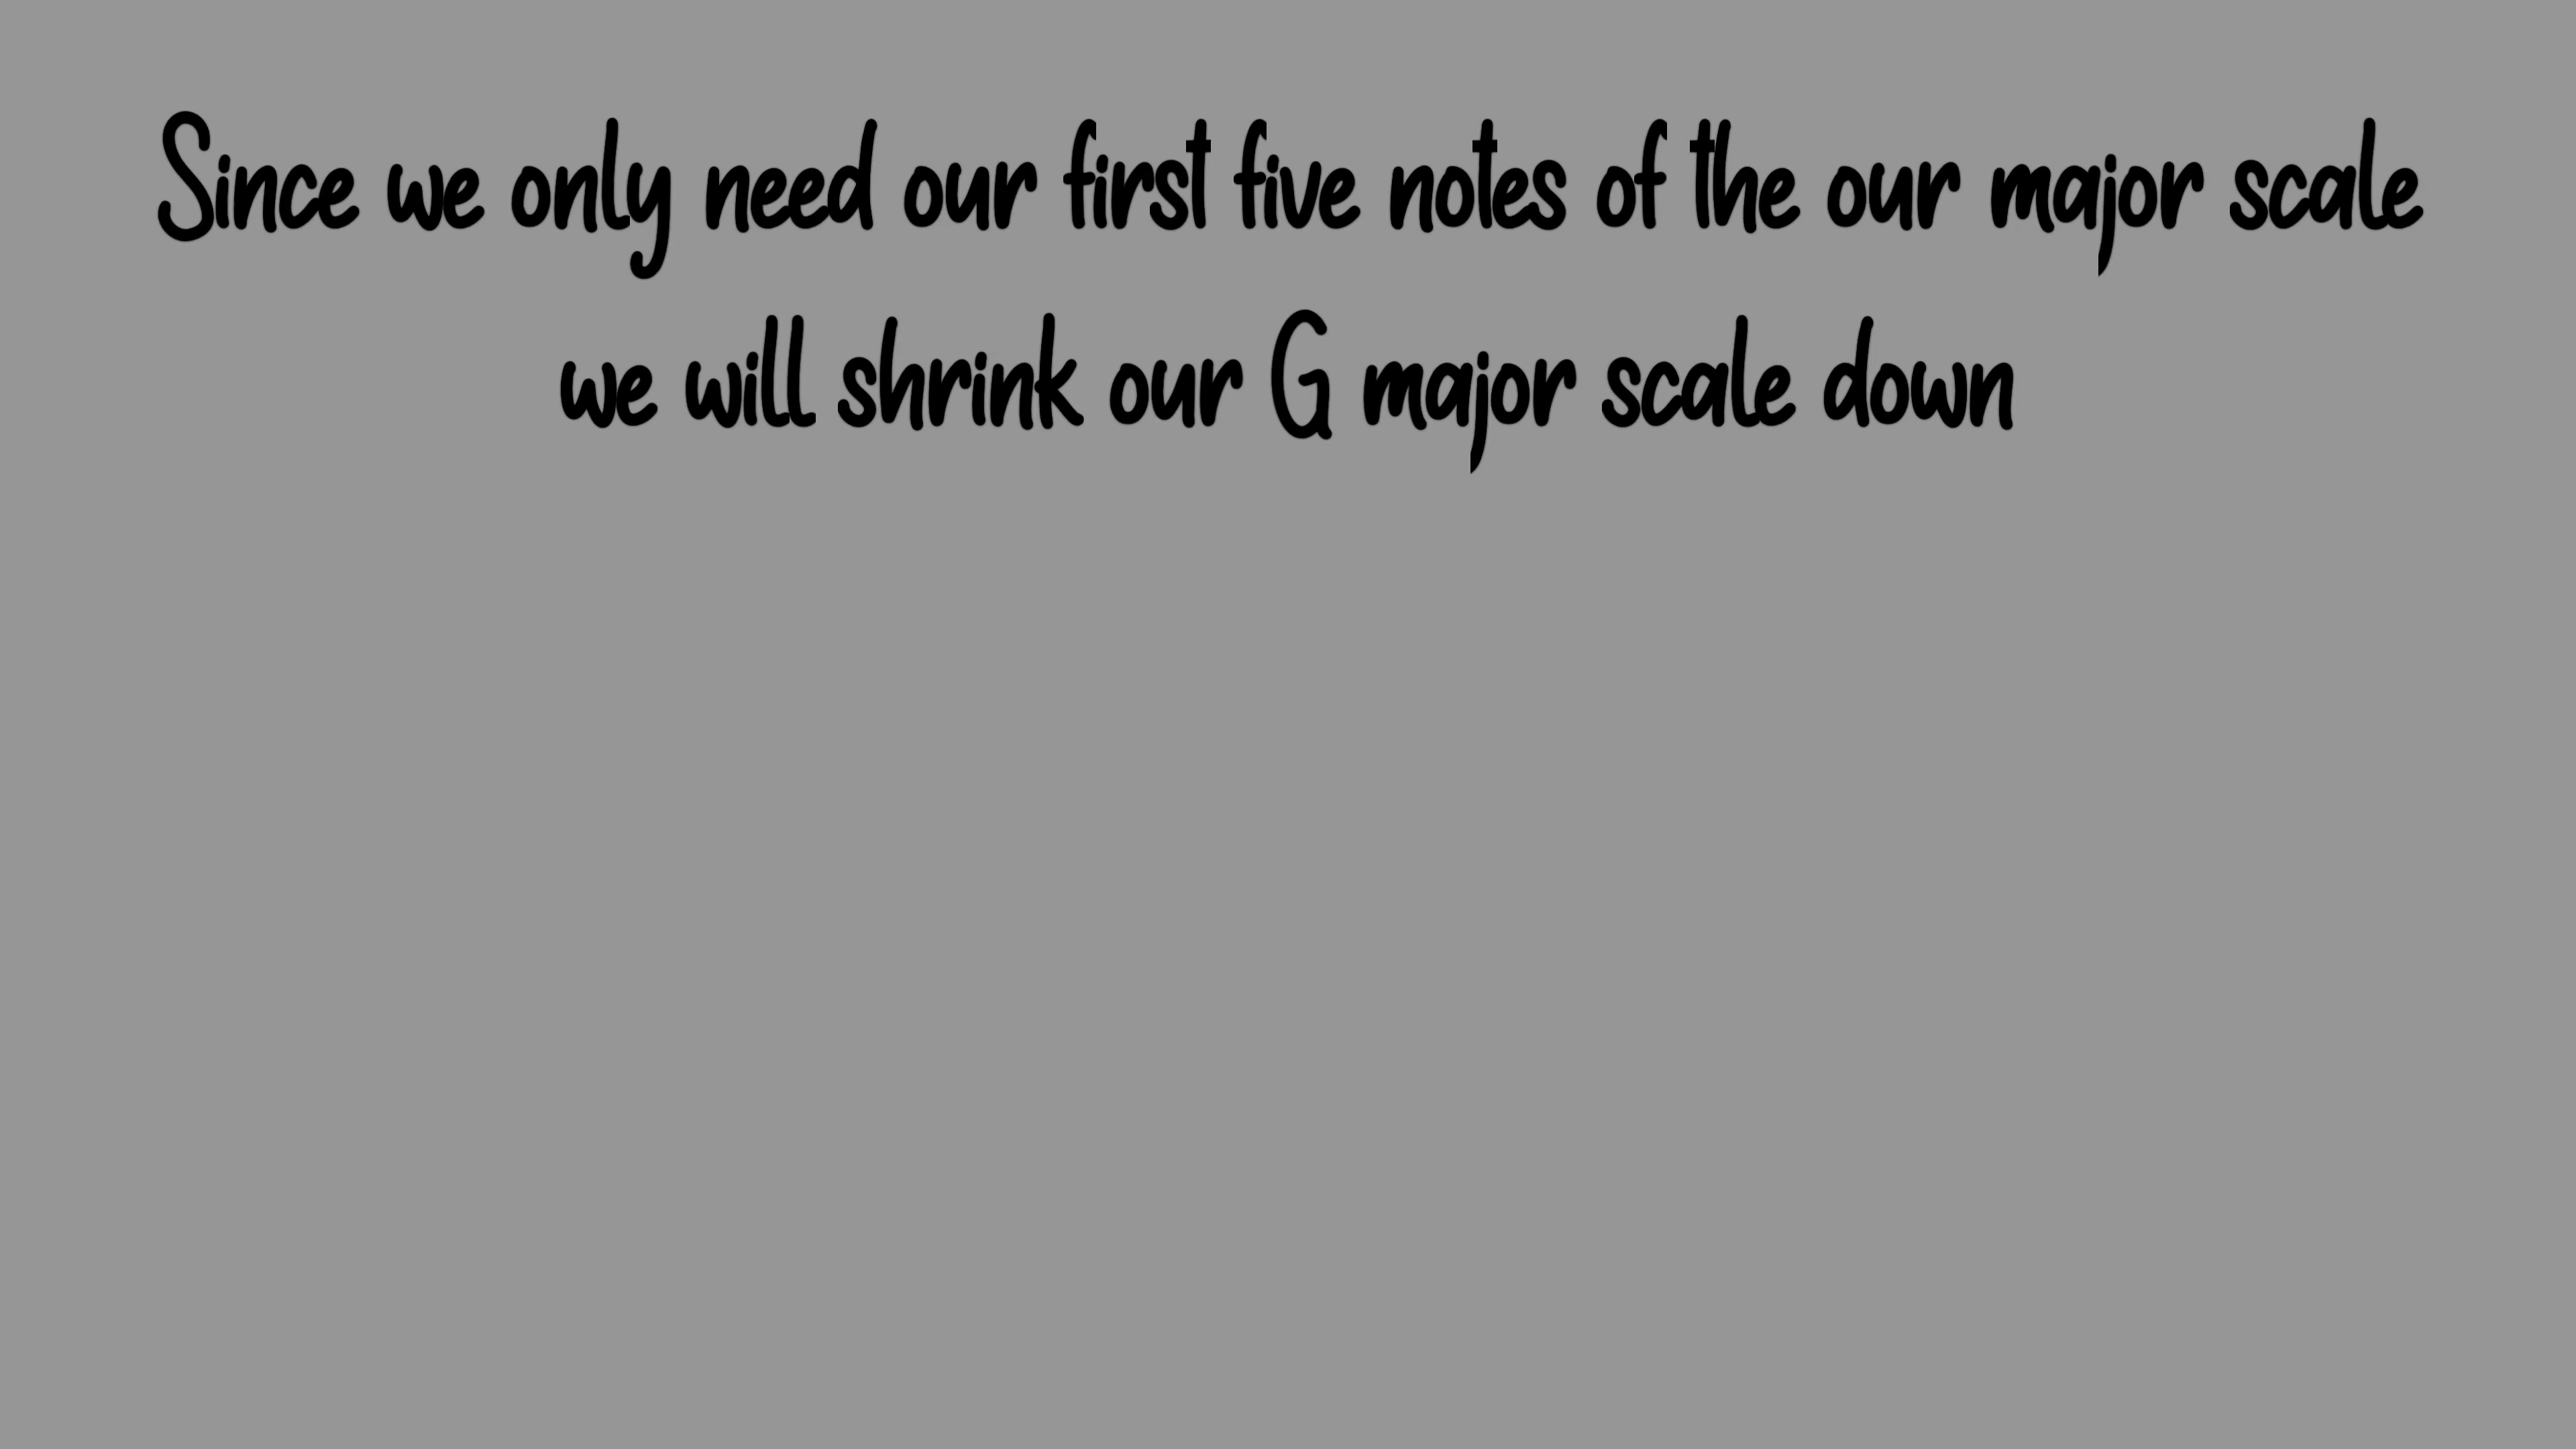 Since we only need our first five notes of the our major scale
we will shrink our G major scale down